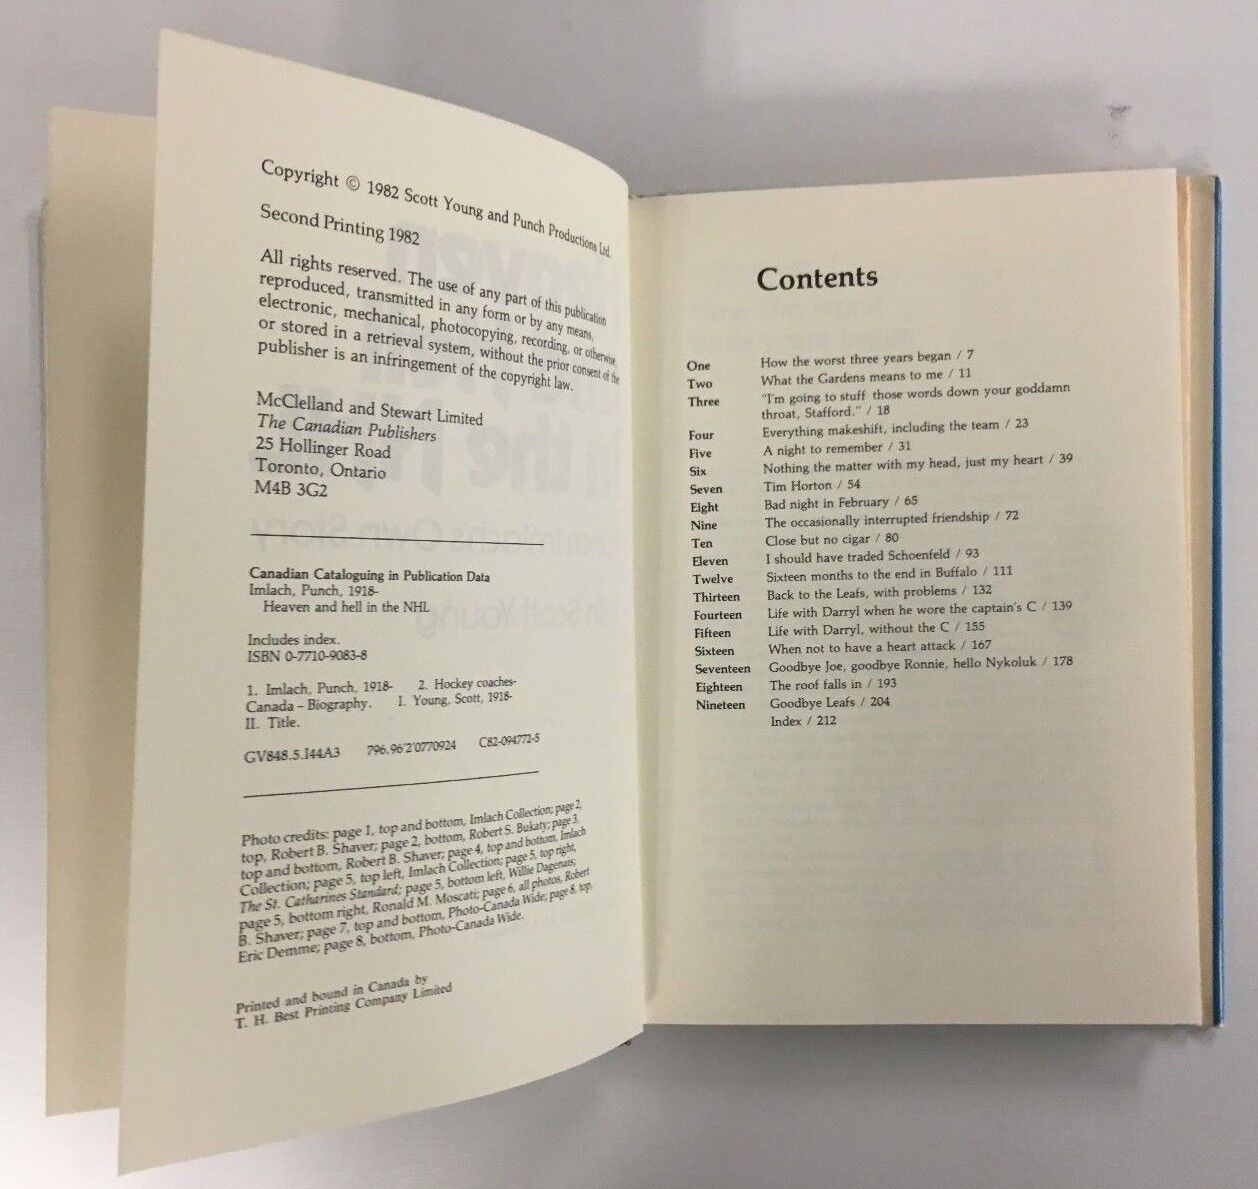 Copyright © 1982 Scott Young and Punch Productions Ltd.
Second Printing 1982
All rights reserved. The use of any part of this publication
reproduced, transmitted in any form or by any means,
electronic, mechanical, photocopying, recording, or otherwise,
or stored in a retrieval system, without the prior consent of the
publisher is an infringement of the copyright law.
McClelland and Stewart Limited
The Canadian Publishers
25 Hollinger Road
Toronto, Ontario
M4B 3G2
Canadian Cataloguing in Publication Data
Imlach, Punch, 1918-
Heaven and hell in the NHL
Includes index.
ISBN 0-7710-9083-8
1. Imlach, Punch, 1918- 2. Hockey coaches-
Canada – Biography. I. Young, Scott, 1918-
II. Title.
GV848.5.I44A3 796.96'2'0770924 C82-094772-5
Photo credits: page 1, top and bottom, Imlach Collection; page 2,
top, Robert B. Shaver; page 2, bottom, Robert S. Bukaty; page 3,
top and bottom, Robert B. Shaver; page 4, top and bottom, Imlach
Collection; page 5, top left, Imlach Collection; page 5, top right,
The St. Catharines Standard; page 5, bottom left, Willie Dagenais;
page 5, bottom right, Ronald M. Moscati; page 6, all photos, Robert
B. Shaver; page 7, top and bottom, Photo-Canada Wide; page 8, top,
Eric Demme; page 8, bottom, Photo-Canada Wide.
Printed and bound in Canada by
T. H. Best Printing Company Limited
Contents
One How the worst three years began / 7
Two What the Gardens means to me / 11
Three "I'm going to stuff those words down your goddamn
throat, Stafford." / 18
Four Everything makeshift, including the team / 23
Five A night to remember / 31
Six Nothing the matter with my head, just my heart / 39
Seven Tim Horton / 54
Eight Bad night in February / 65
Nine The occasionally interrupted friendship / 72
Ten Close but no cigar / 80
Eleven I should have traded Schoenfeld / 93
Twelve Sixteen months to the end in Buffalo / 111
Thirteen Back to the Leafs, with problems / 132
Fourteen Life with Darryl when he wore the captain's C / 139
Fifteen Life with Darryl, without the C / 155
Sixteen When not to have a heart attack / 167
Seventeen Goodbye Joe, goodbye Ronnie, hello Nykoluk / 178
Eighteen The roof falls in / 193
Nineteen Goodbye Leafs / 204
Index / 212